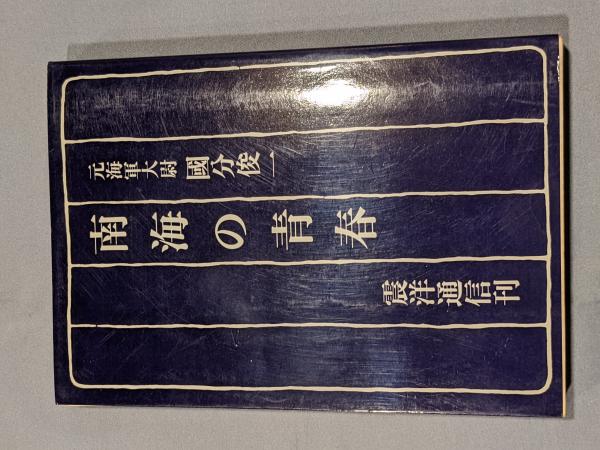 元海軍大尉 國分俊一
南海の青春
震洋通信刊